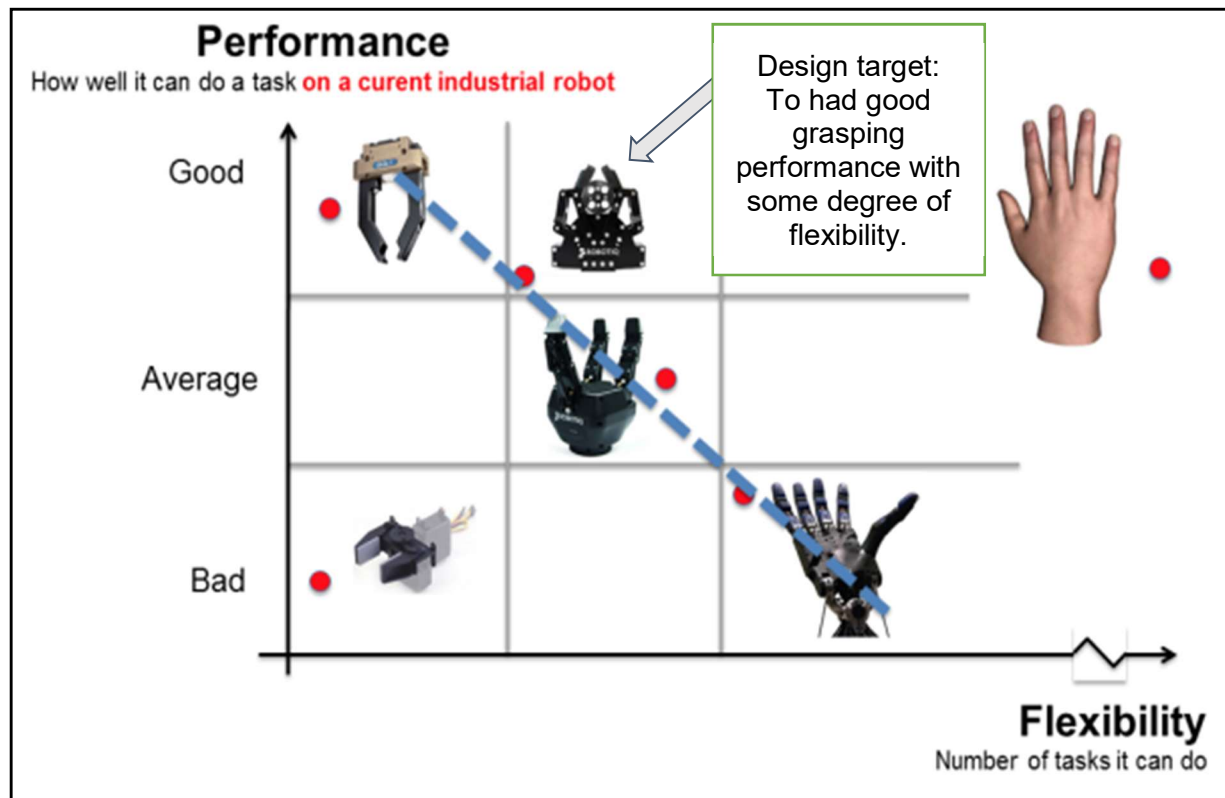 Performance
How well it can do a task on a curent industrial robot
Design target:
To had good
grasping
performance with
some degree of
flexibility.
Good
ROBOTIQ
Average
Bad
Flexibility
Number of tasks it can do